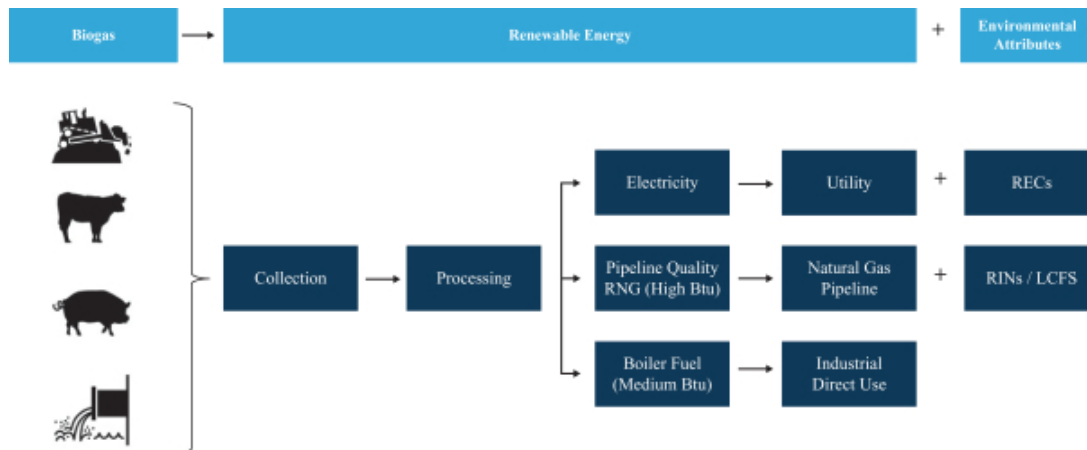 Biogas
Renewable Energy
+
Environmental
Attributes
Electricity
Utility
+
RECs
Collection
Processing
Pipeline Quality
RNG (High Btu)
Natural Gas
Pipeline
+
RINs / LCFS
Boiler Fuel
(Medium Btu)
Industrial
Direct Use